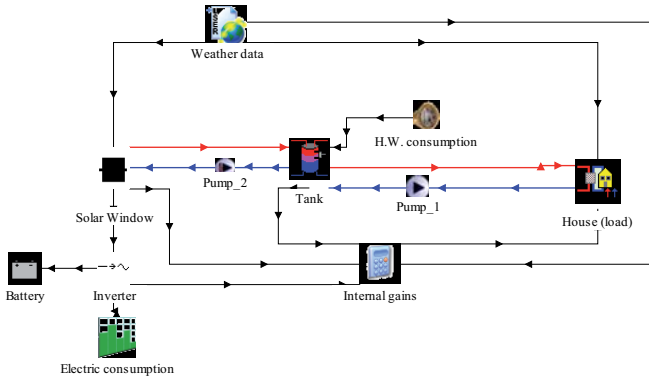 Weather data
H.W. consumption
Pump_2
Tank
Pump_1
Solar Window
House (load)
Battery
Inverter
Internal gains
Electric consumption